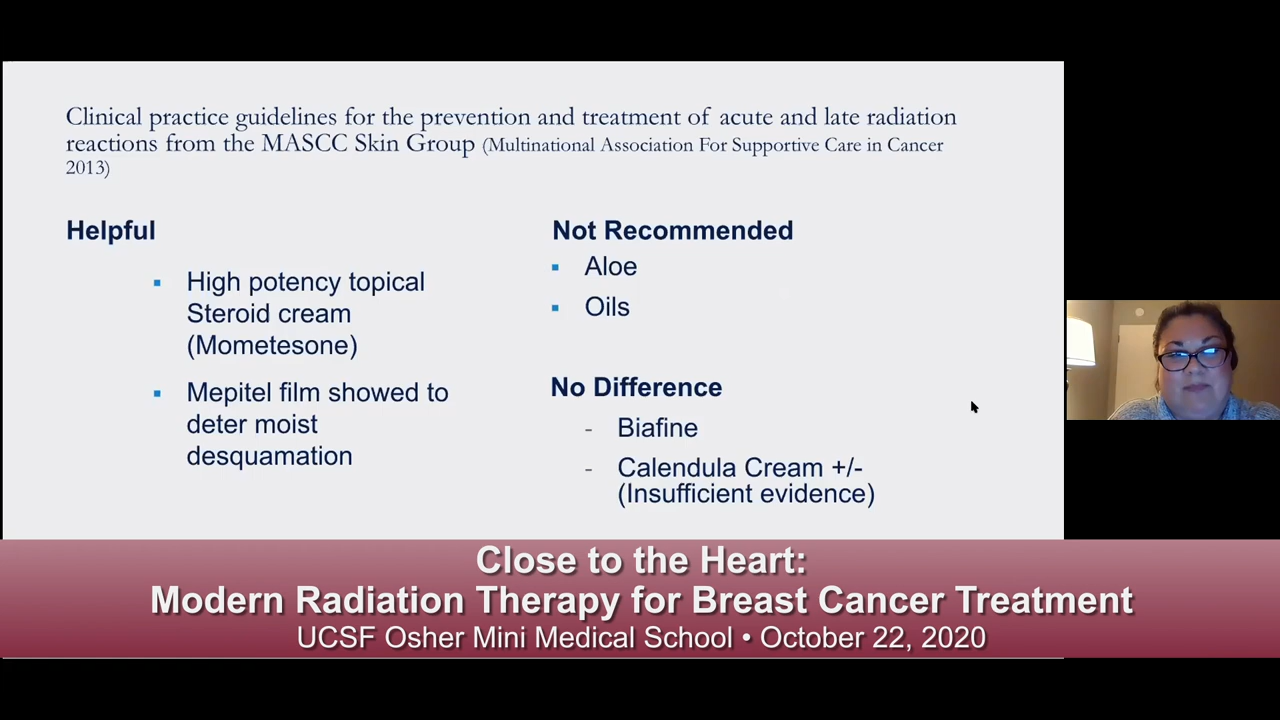 Clinical practice guidelines for the prevention and treatment of acute and late radiation
reactions from the MASCC Skin Group (Multinational Association For Supportive Care in Cancer
2013)
Helpful
High potency topical
Steroid cream
(Mometesone)
Mepitel film showed to
deter moist
desquamation
Not Recommended
Aloe
Oils
No Difference
- Biafine
- Calendula Cream +/-
(Insufficient evidence)
Close to the Heart:
Modern Radiation Therapy for Breast Cancer Treatment
UCSF Osher Mini Medical School • October 22, 2020